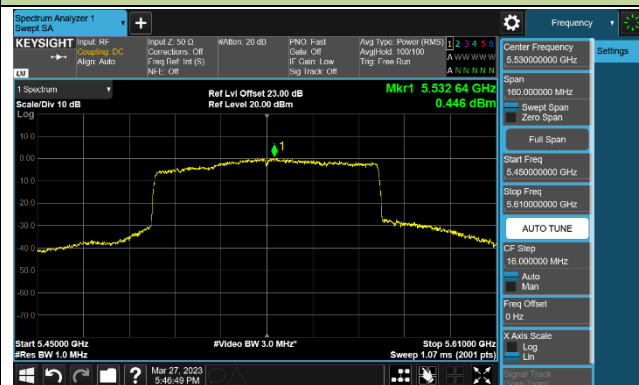 Spectrum Analyzer 1
Swept SA
+
Frequency
KEYSIGHT
Input: RF
Coupling: DC
Align: Auto
Input Z: 50 Ω
Corrections: Off
Freq Ref: Int (S)
NFE: Off
#Atten: 20 dB
PNO: Fast
Gate: Off
IF Gain: Low
Sig Track: Off
Avg Type: Power (RMS)
Avg|Hold: 100/100
Trig: Free Run
1 2 3 4 5 6
A W W W W W
A N N N N N
LXI
1 Spectrum
Scale/Div 10 dB
Log
Ref Lvl Offset 23.00 dB
Ref Level 20.00 dBm
Mkr1 5.532 64 GHz
0.446 dBm
1
10.0
0.00
-10.0
-20.0
-30.0
-40.0
-50.0
-60.0
-70.0
Start 5.45000 GHz
#Res BW 1.0 MHz
#Video BW 3.0 MHz*
Stop 5.61000 GHz
Sweep 1.07 ms (2001 pts)
Center Frequency
5.530000000 GHz
Settings
Span
160.000000 MHz
Swept Span
Zero Span
Full Span
Start Freq
5.450000000 GHz
Stop Freq
5.610000000 GHz
AUTO TUNE
CF Step
16.000000 MHz
Auto
Man
Freq Offset
0 Hz
X Axis Scale
Log
Lin
Signal Track
(Span Zoom)
?
Mar 27, 2023
5:46:49 PM